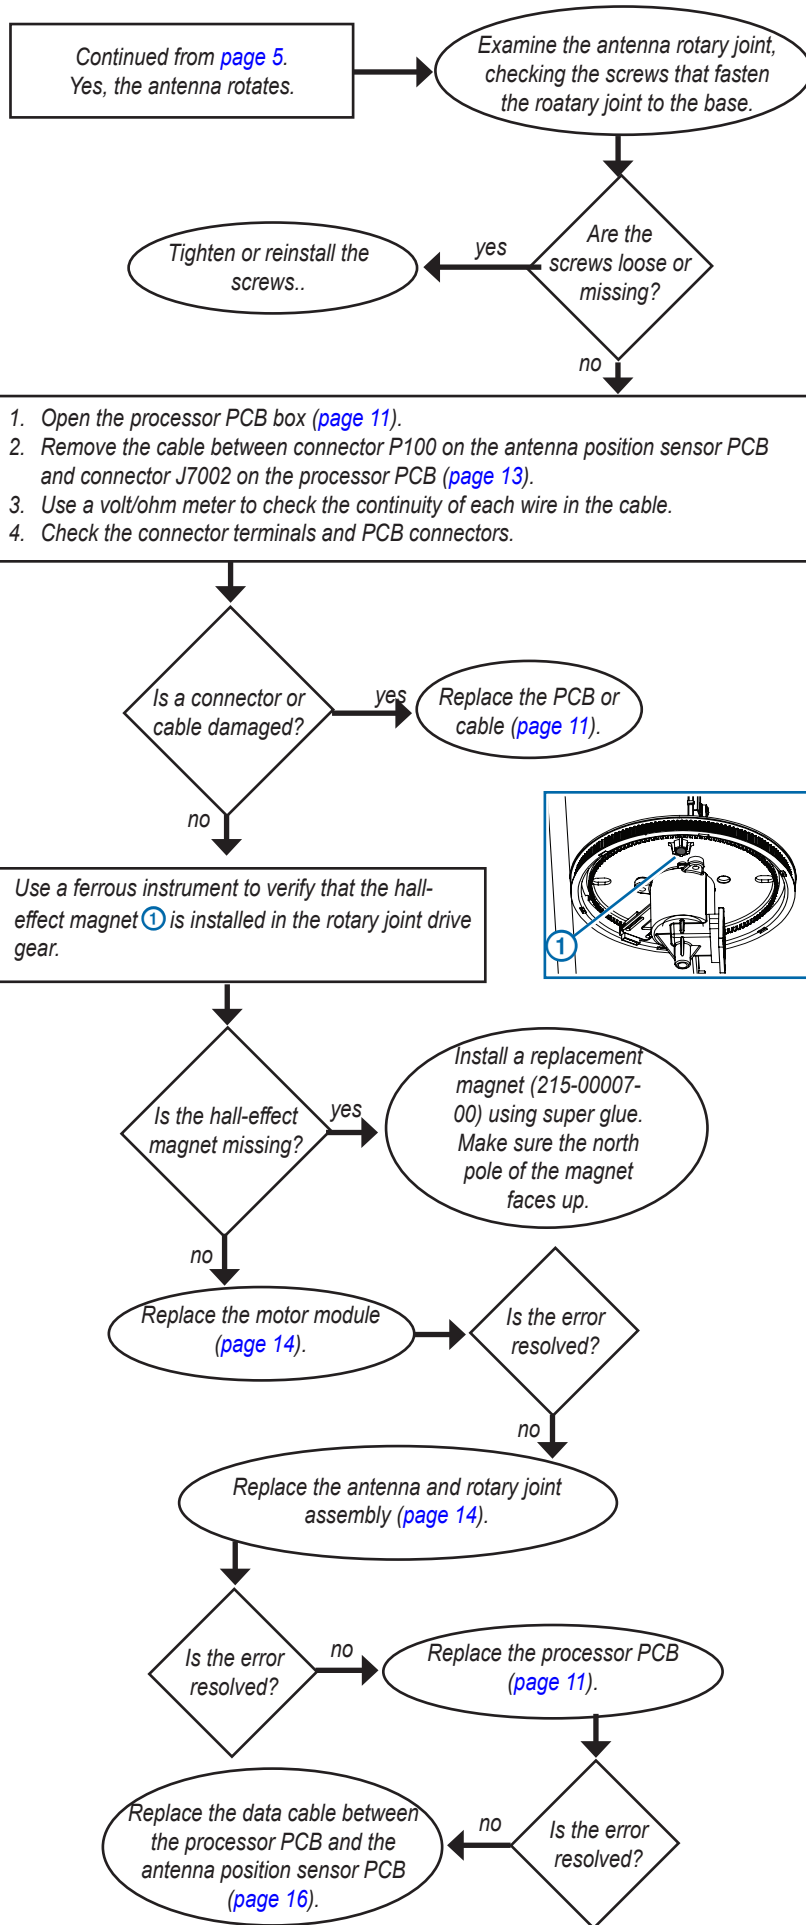 Continued from page 5.
Yes, the antenna rotates.
Examine the antenna rotary joint,
checking the screws that fasten
the roatary joint to the base.
Are the
screws loose or
missing?
yes
Tighten or reinstall the
screws..
no
1. Open the processor PCB box (page 11).
2. Remove the cable between connector P100 on the antenna position sensor PCB
and connector J7002 on the processor PCB (page 13).
3. Use a volt/ohm meter to check the continuity of each wire in the cable.
4. Check the connector terminals and PCB connectors.
Is a connector or
cable damaged?
yes
Replace the PCB or
cable (page 11).
no
Use a ferrous instrument to verify that the hall-
effect magnet ① is installed in the rotary joint drive
gear.
1
Is the hall-effect
magnet missing?
yes
Install a replacement
magnet (215-00007-
00) using super glue.
Make sure the north
pole of the magnet
faces up.
no
Replace the motor module
(page 14).
Is the error
resolved?
no
Replace the antenna and rotary joint
assembly (page 14).
Is the error
resolved?
no
Replace the processor PCB
(page 11).
Is the error
resolved?
no
Replace the data cable between
the processor PCB and the
antenna position sensor PCB
(page 16).